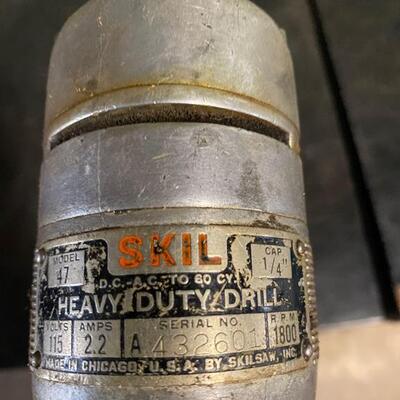 SKIL
MODEL 47
CAP. 1/4"
D.C.-A.C. TO 60 CY.
HEAVY DUTY DRILL
VOLTS AMPS SERIAL NO. R.P.M.
115 2.2 A 432601 1800
MADE IN CHICAGO, U.S.A. BY SKILSAW, INC.